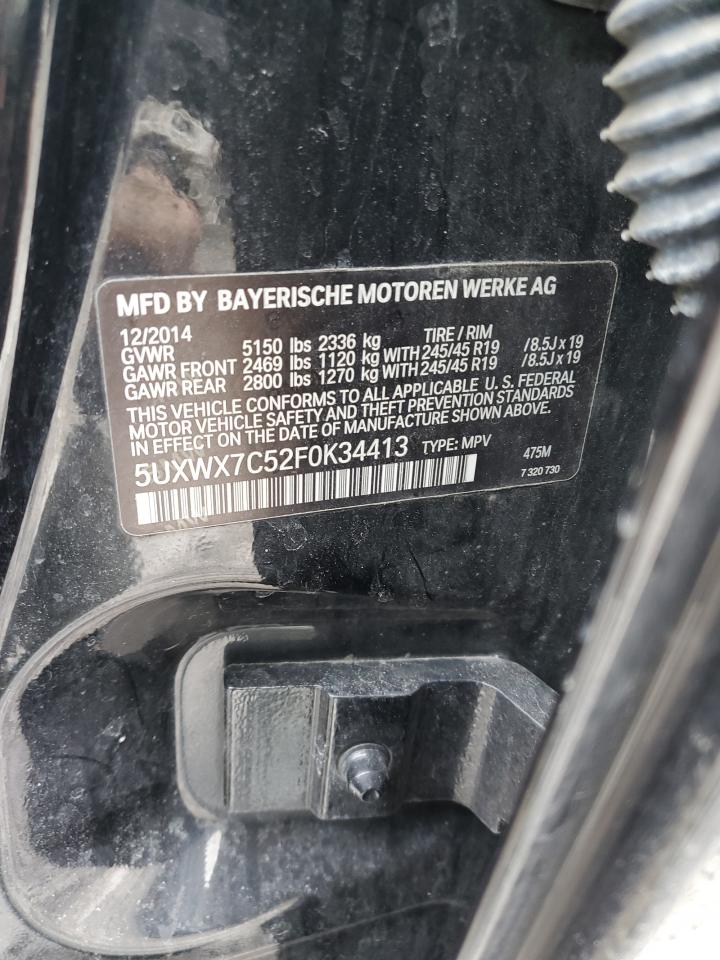 MFD BY BAYERISCHE MOTOREN WERKE AG
12/2014 TIRE / RIM
GVWR 5150 lbs 2336 kg
GAWR FRONT 2469 lbs 1120 kg WITH 245/45 R19 / 8.5J x 19
GAWR REAR 2800 lbs 1270 kg WITH 245/45 R19 / 8.5J x 19
THIS VEHICLE CONFORMS TO ALL APPLICABLE U. S. FEDERAL
MOTOR VEHICLE SAFETY AND THEFT PREVENTION STANDARDS
IN EFFECT ON THE DATE OF MANUFACTURE SHOWN ABOVE.
5UXWX7C52F0K34413 TYPE: MPV 475M
7 320 730